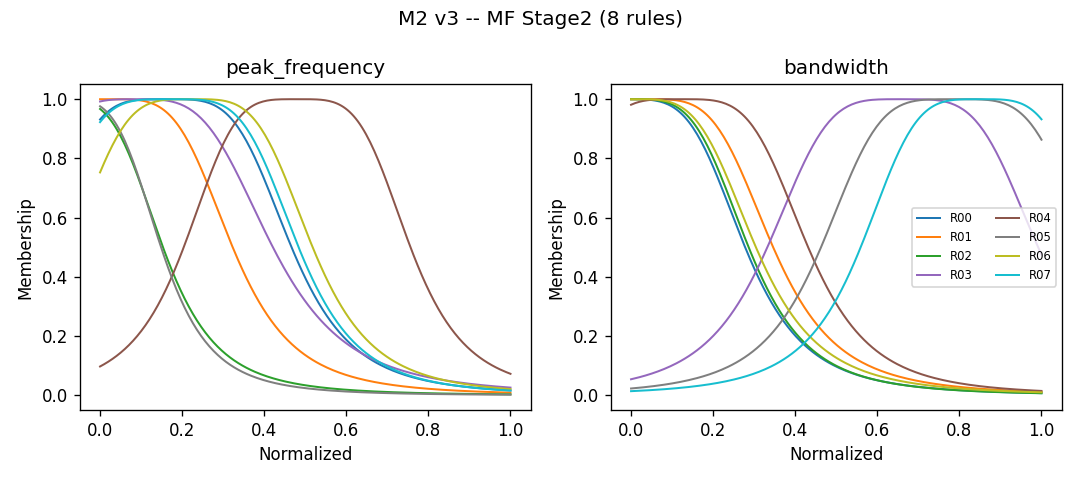 M2 v3 -- MF Stage2 (8 rules)
peak_frequency
bandwidth
1.0
0.8
0.6
0.4
0.2
0.0
Membership
0.0 0.2 0.4 0.6 0.8 1.0
Normalized
1.0
0.8
0.6
0.4
0.2
0.0
Membership
0.0 0.2 0.4 0.6 0.8 1.0
Normalized
R00 R04
R01 R05
R02 R06
R03 R07